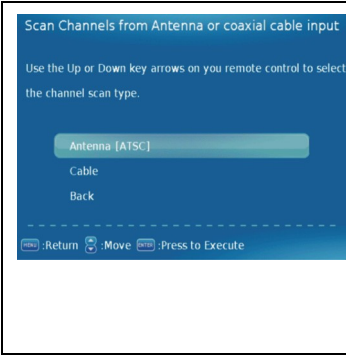 Scan Channels from Antenna or coaxial cable input
Use the Up or Down key arrows on you remote control to select
the channel scan type.
Antenna [ATSC]
Cable
Back
MENU :Return :Move ENTER :Press to Execute